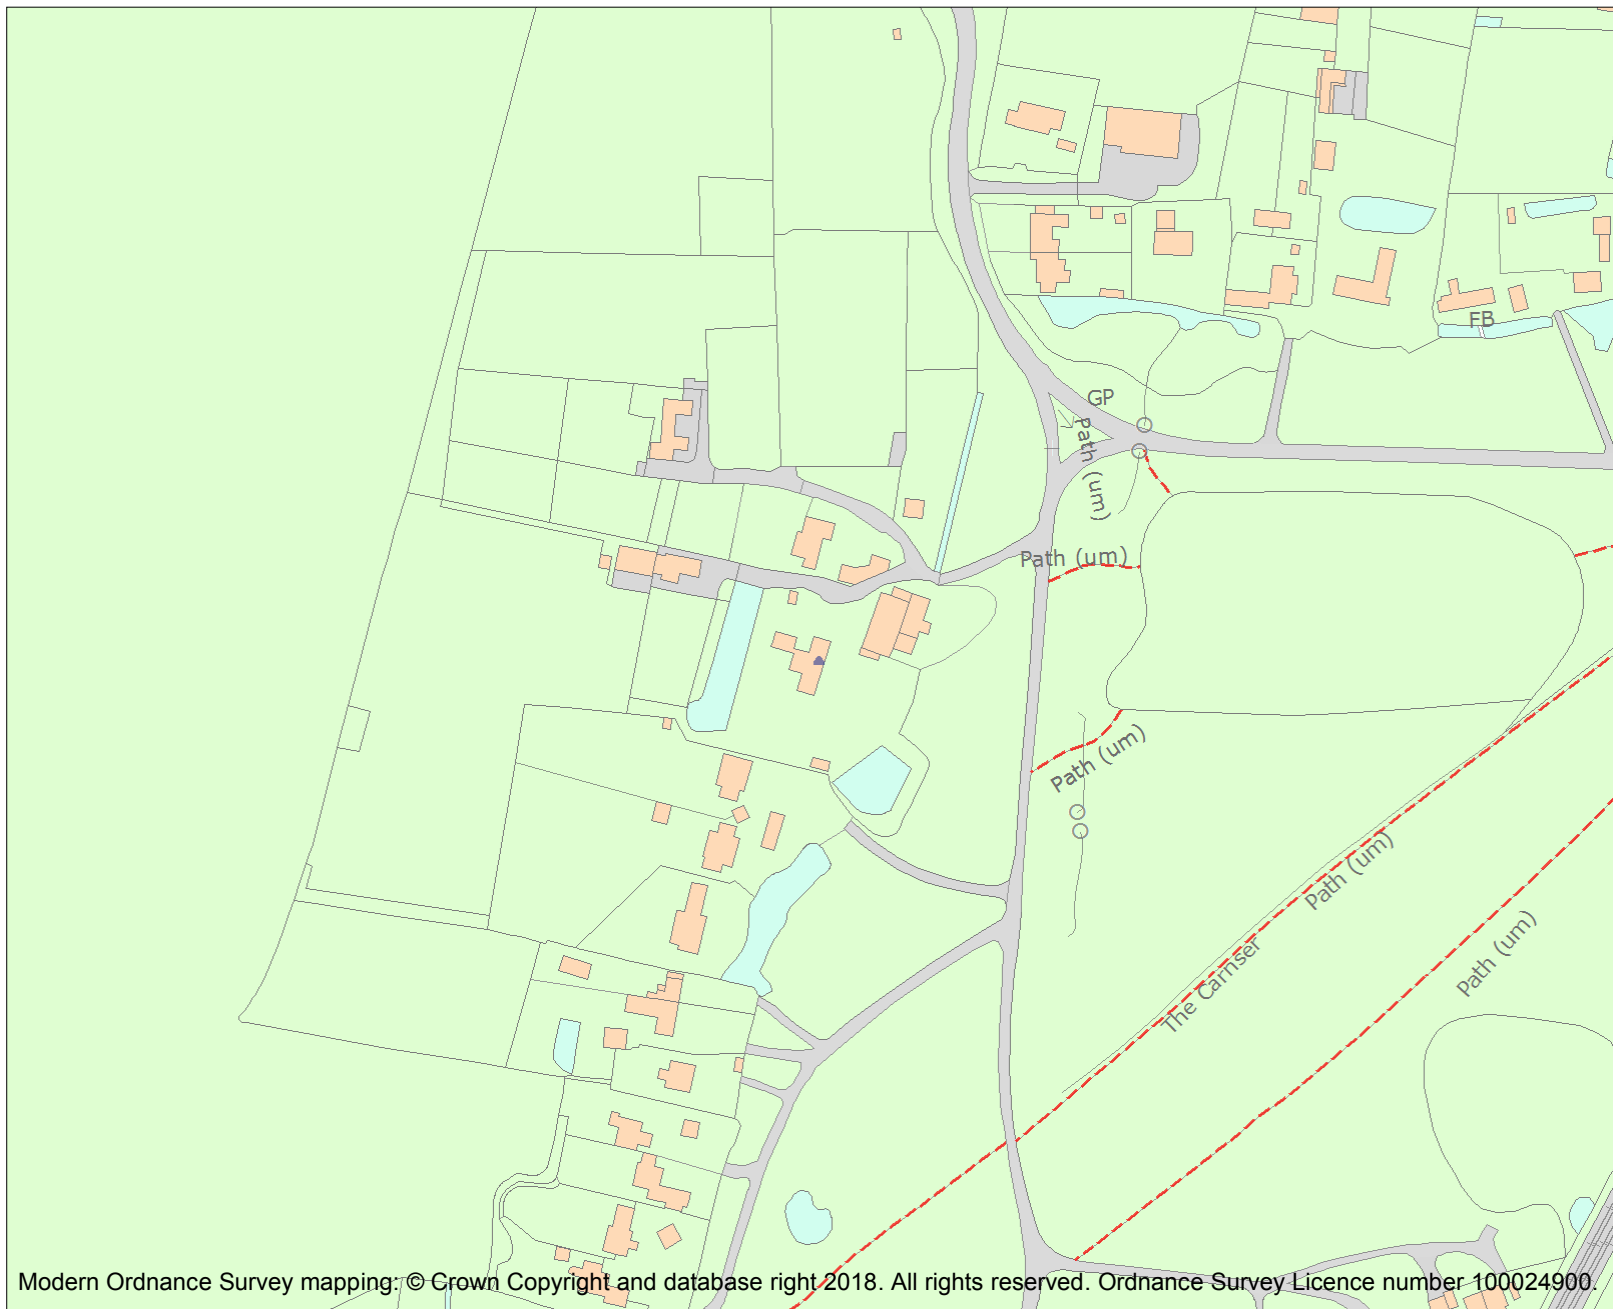 FB
GP
Path (um)
Path (um)
Path (um)
Path (um)
The Carnser
Path (um)
Modern Ordnance Survey mapping: © Crown Copyright and database right 2018. All rights reserved. Ordnance Survey Licence number 100024900.